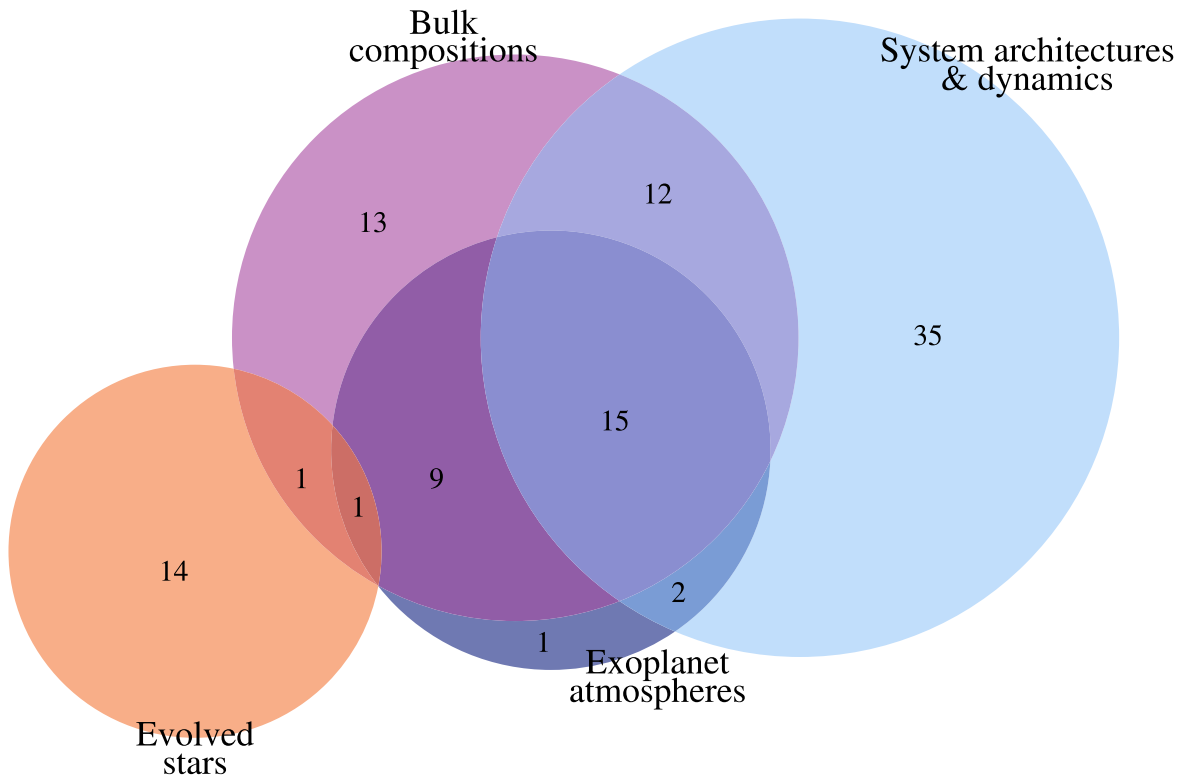 Bulk
compositions
System architectures
& dynamics
12
13
35
15
9
1
1
14
2
1
Exoplanet
atmospheres
Evolved
stars